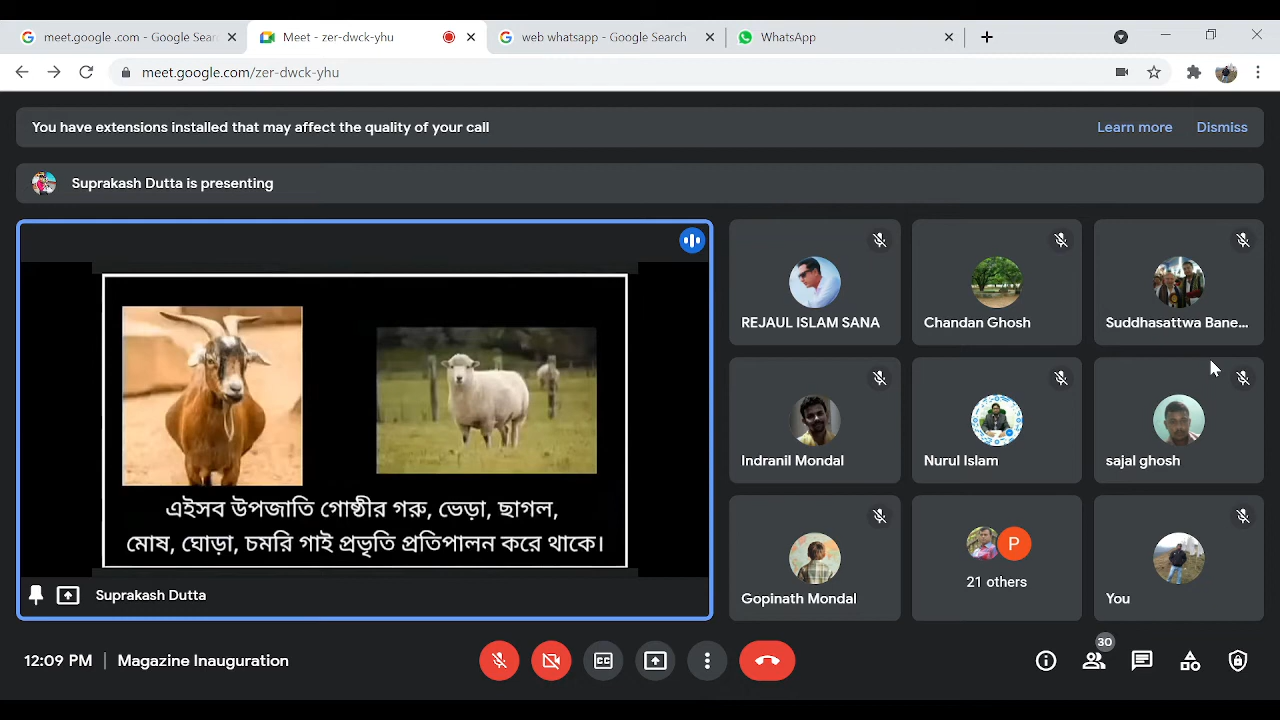 meet.google .com - Google Sear
Meet - zer-dwck-yhu
web whatsapp - Google Search
WhatsApp
meet.google.com/zer-dwck-yhu
You have extensions installed that may affect the quality of your call
Learn more
Dismiss
Suprakash Dutta is presenting
এইসব উপজাতি গোষ্ঠীর গরু, ভেড়া, ছাগল,
মোষ, ঘোড়া, চমরি গাই প্রভৃতি প্রতিপালন করে থাকে।
Suprakash Dutta
REJAUL ISLAM SANA
Chandan Ghosh
Suddhasattwa Bane...
Indranil Mondal
Nurul Islam
sajal ghosh
Gopinath Mondal
P
21 others
You
12:09 PM | Magazine Inauguration
CC
30